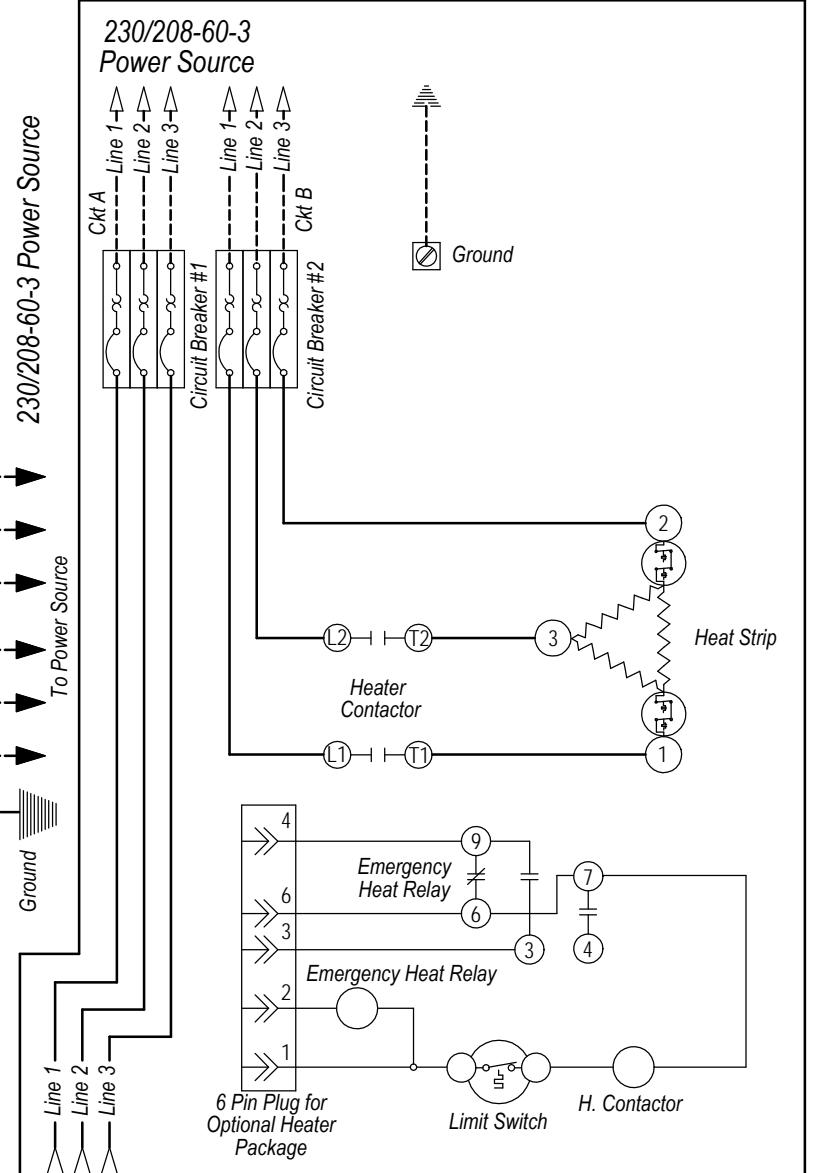 230/208-60-3
Power Source
230/208-60-3 Power Source
Line 1
Line 2
Line 3
Line 1
Line 2
Line 3
Ckt A
Ckt B
Ground
Circuit Breaker #1
Circuit Breaker #2
To Power Source
2
L2
T2
3
Heat Strip
Heater
Contactor
L1
T1
1
Ground
4
9
Emergency
Heat Relay
7
6
6
3
3
4
Emergency Heat Relay
2
1
6 Pin Plug for
Optional Heater
Package
Limit Switch
H. Contactor
Line 1
Line 2
Line 3